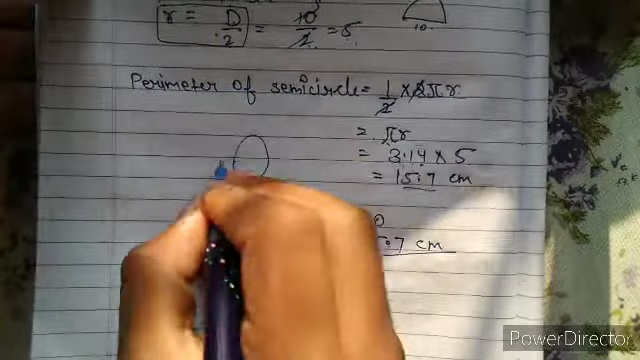 r = D/2 = 10/2 = 5
10
Perimeter of semicircle = 1/2 × 2πr
= πr
= 3.14 × 5
= 15.7 cm
.7 cm
PowerDirector